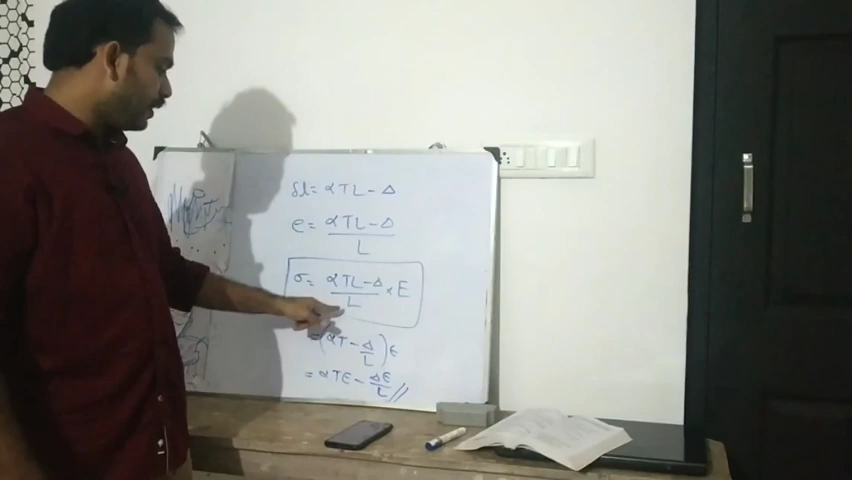 δl = αTL - Δ
e = αTL - Δ / L
σ = αTL - Δ / L × E
= (αT - Δ/L) E
= αTE - ΔE/L //